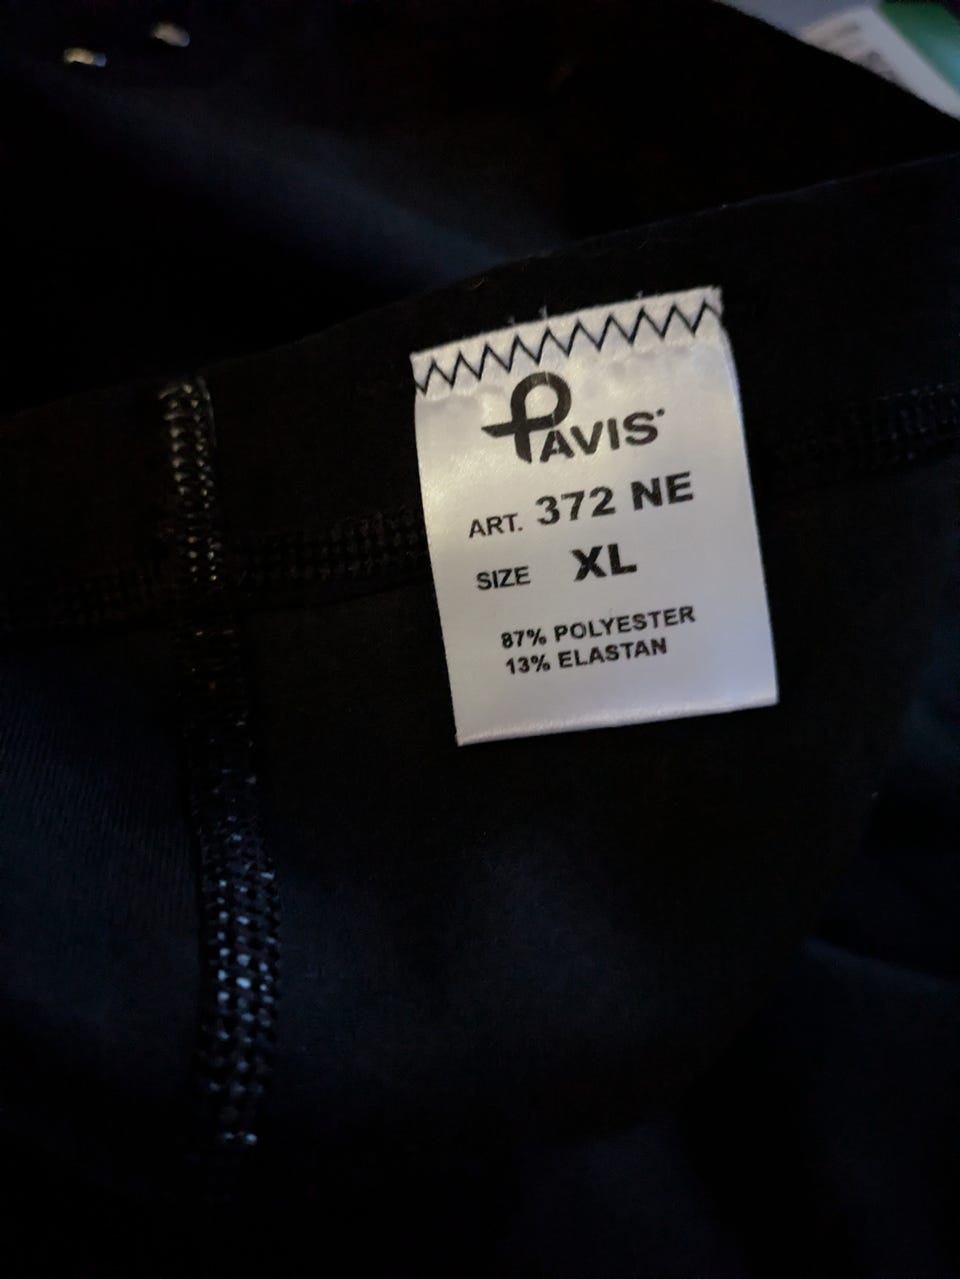 PAVIS
ART. 372 NE
SIZE XL
87% POLYESTER
13% ELASTAN